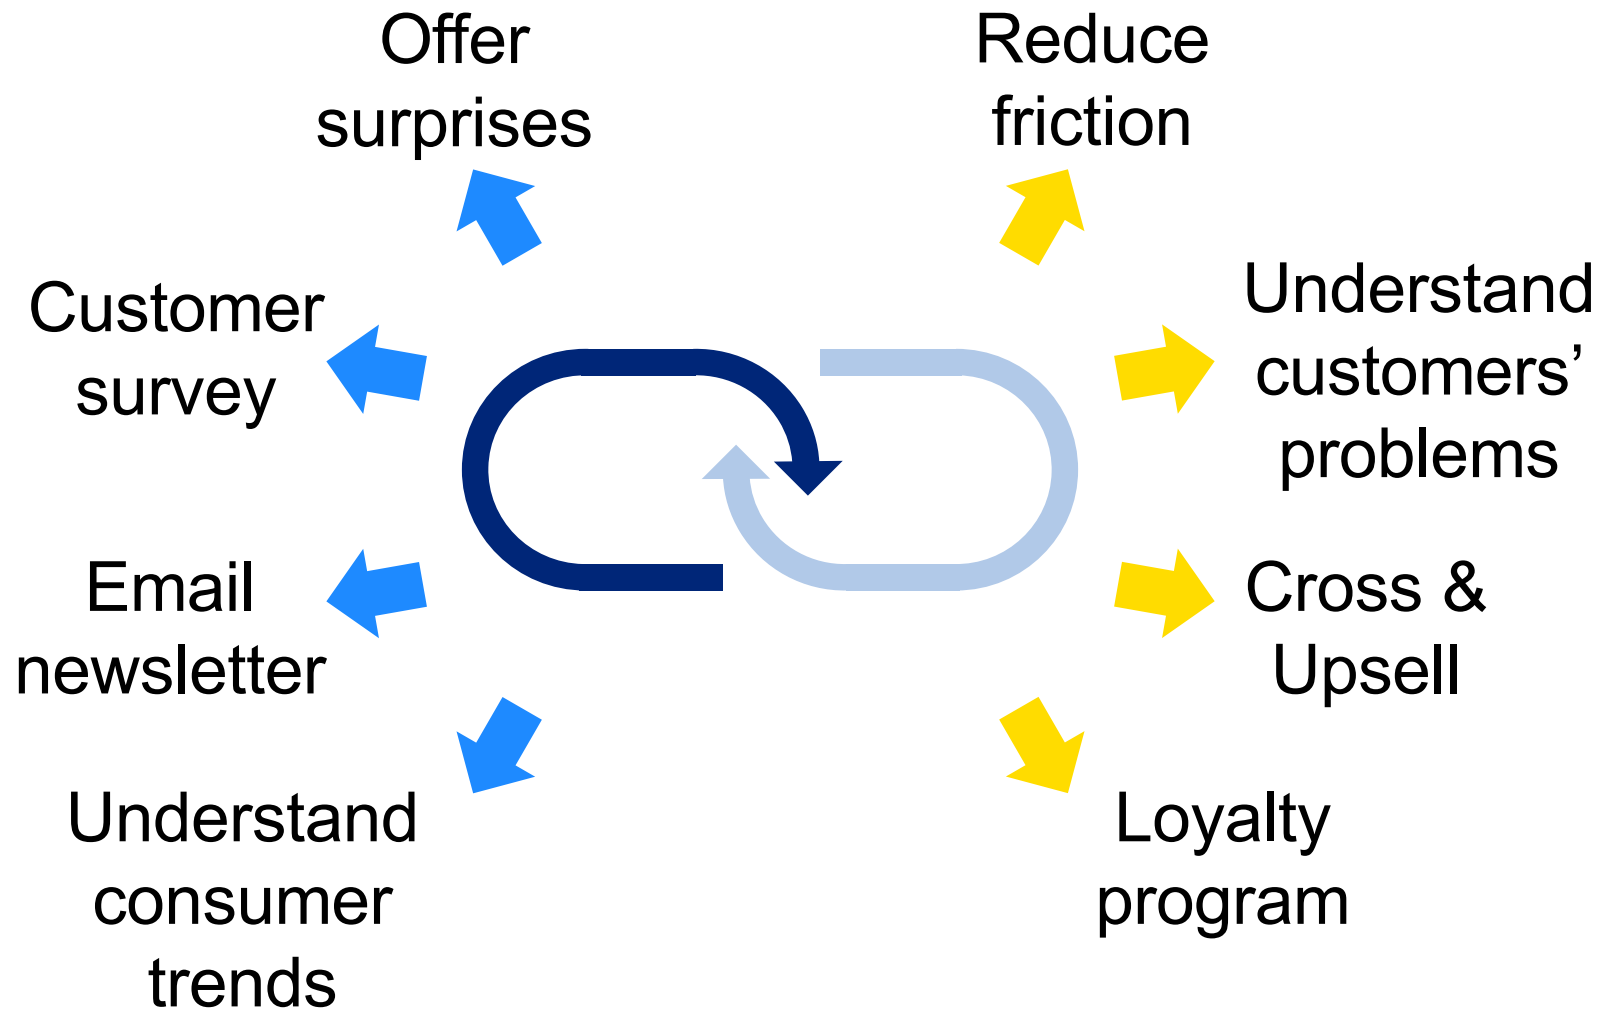 Offer
surprises
Reduce
friction
Customer
survey
Understand
customers’
problems
Email
newsletter
Cross &
Upsell
Understand
consumer
trends
Loyalty
program